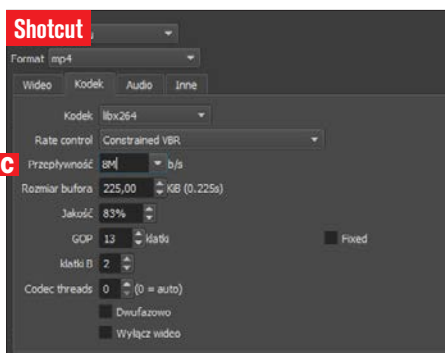 Shotcut
Format mp4
Wideo Kodek Audio Inne
Kodek libx264
Rate control Constrained VBR
C Przepływność 8M b/s
Rozmiar bufora 225,00 KiB (0.225s)
Jakość 83%
GOP 13 klatki Fixed
klatki B 2
Codec threads 0 (0 = auto)
Dwufazowo
Wyłącz wideo